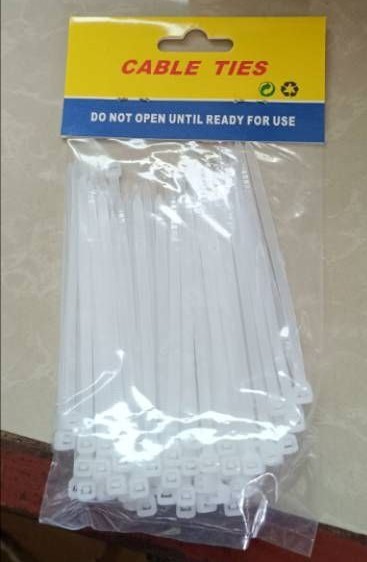 CABLE TIES
DO NOT OPEN UNTIL READY FOR USE